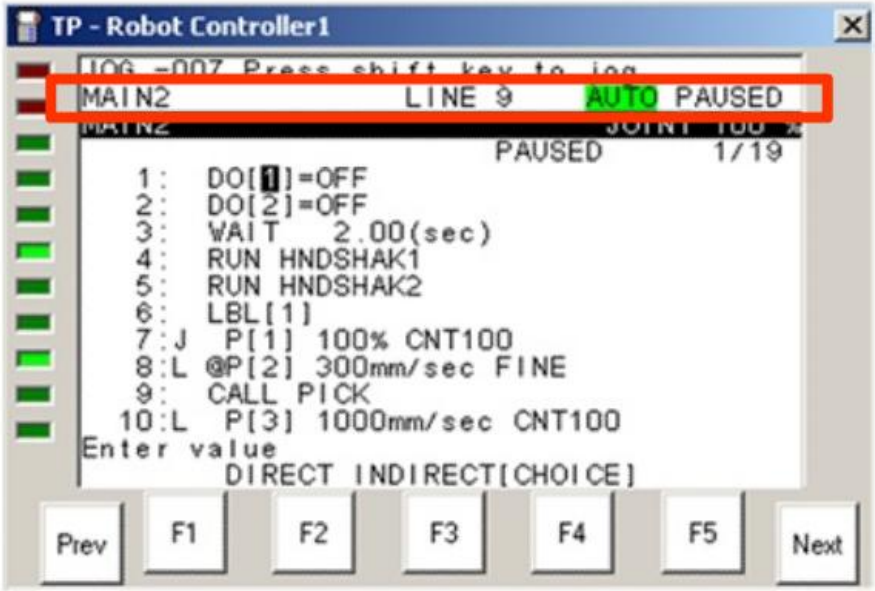 TP - Robot Controller1
JOG -007 Press shift key to jog
MAIN2 LINE 9 AUTO PAUSED
MAIN2 JOINT 100 %
PAUSED 1/19
1: DO[1]=OFF
2: DO[2]=OFF
3: WAIT 2.00(sec)
4: RUN HNDSHAK1
5: RUN HNDSHAK2
6: LBL[1]
7:J P[1] 100% CNT100
8:L @P[2] 300mm/sec FINE
9: CALL PICK
10:L P[3] 1000mm/sec CNT100
Enter value
DIRECT INDIRECT[CHOICE]
Prev F1 F2 F3 F4 F5 Next